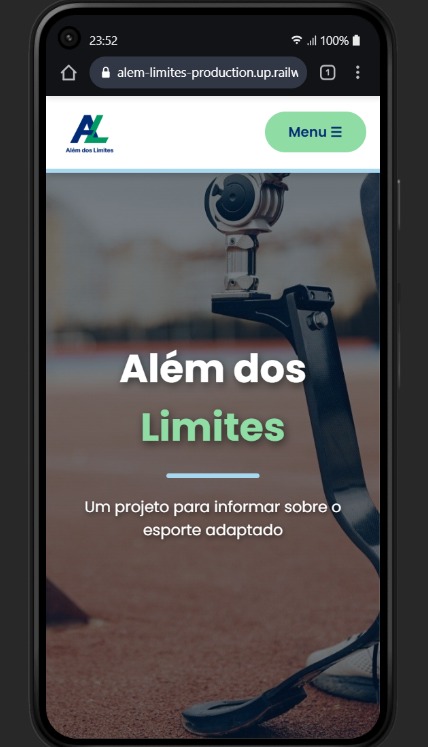 23:52
100%
alem-limites-production.up.railw
1
AL
Além dos Limites
Menu ☰
Além dos
Limites
Um projeto para informar sobre o
esporte adaptado